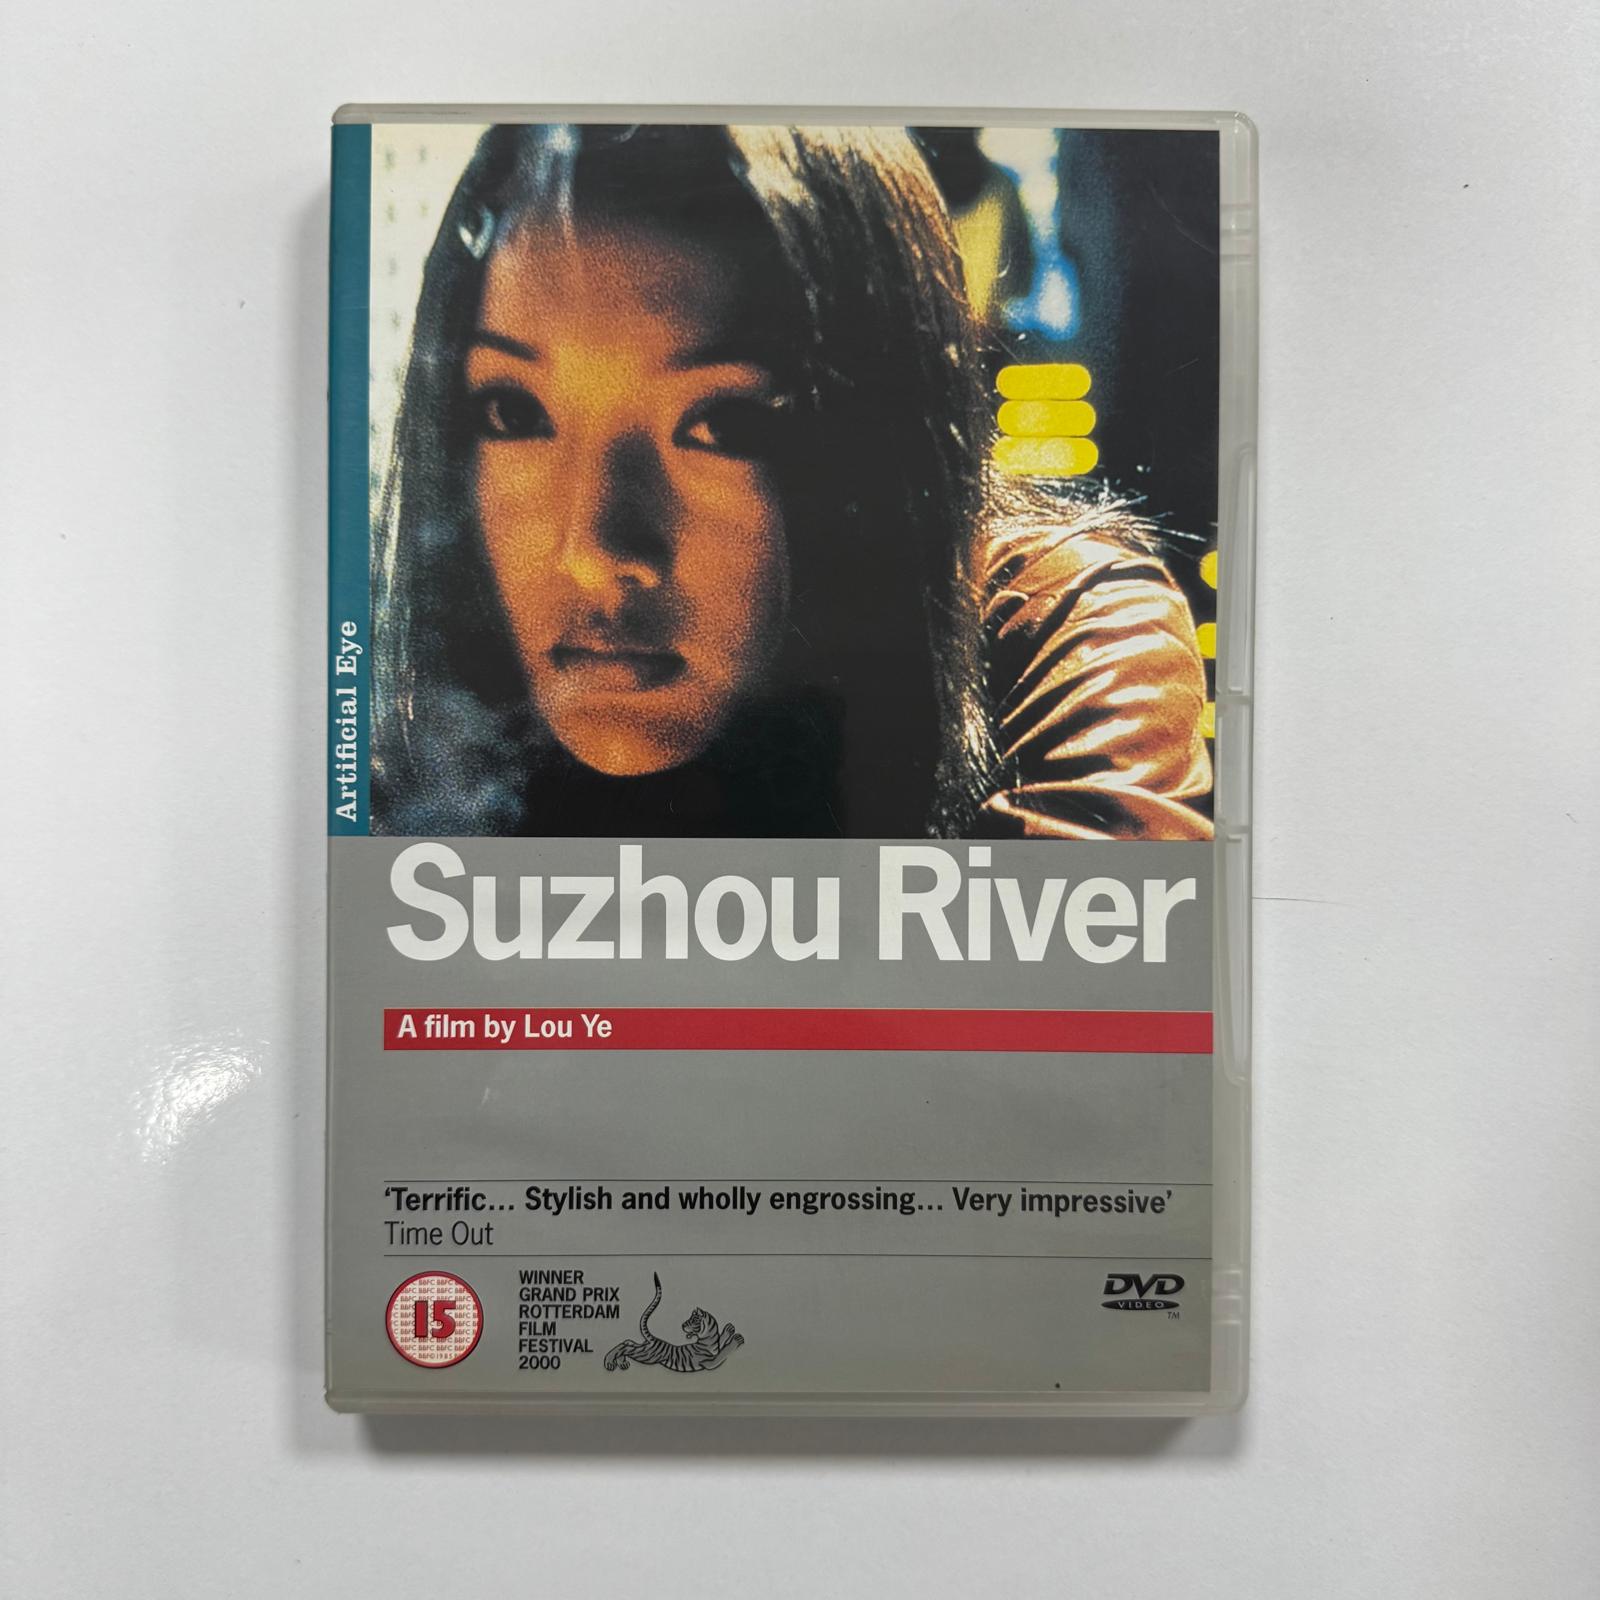 Artificial Eye
Suzhou River
A film by Lou Ye
‘Terrific... Stylish and wholly engrossing... Very impressive’
Time Out
15
WINNER
GRAND PRIX
ROTTERDAM
FILM
FESTIVAL
2000
DVD
VIDEO
TM